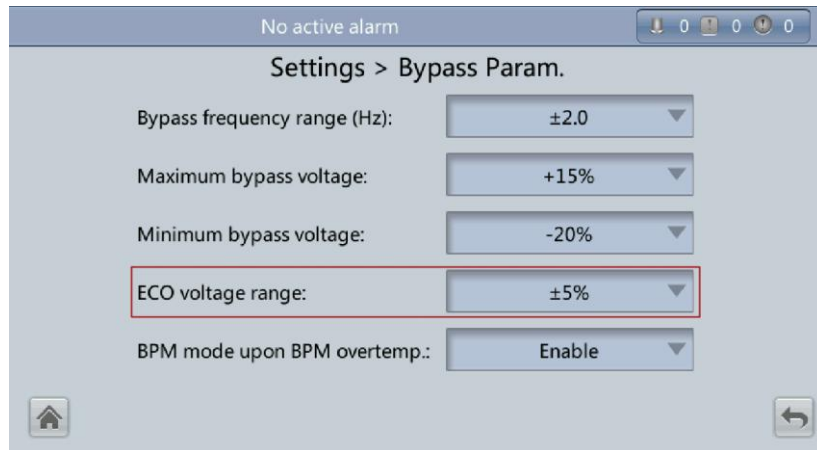 No active alarm 0 0 0
Settings > Bypass Param.
Bypass frequency range (Hz): ±2.0
Maximum bypass voltage: +15%
Minimum bypass voltage: -20%
ECO voltage range: ±5%
BPM mode upon BPM overtemp.: Enable